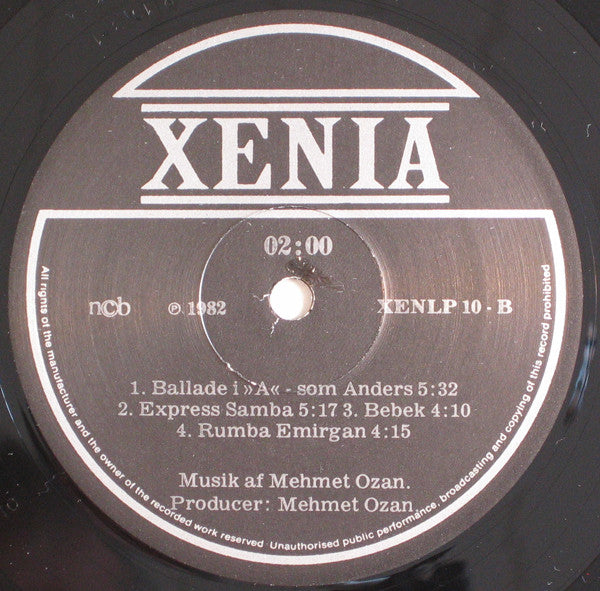 XENIA
02:00
ncb ℗ 1982 XENLP 10 - B
1. Ballade i »A« - som Anders 5:32
2. Express Samba 5:17 3. Bebek 4:10
4. Rumba Emirgan 4:15
Musik af Mehmet Ozan.
Producer: Mehmet Ozan.
All rights of the manufacturer and the owner of the recorded work reserved · Unauthorised public performance, broadcasting and copying of this record prohibited